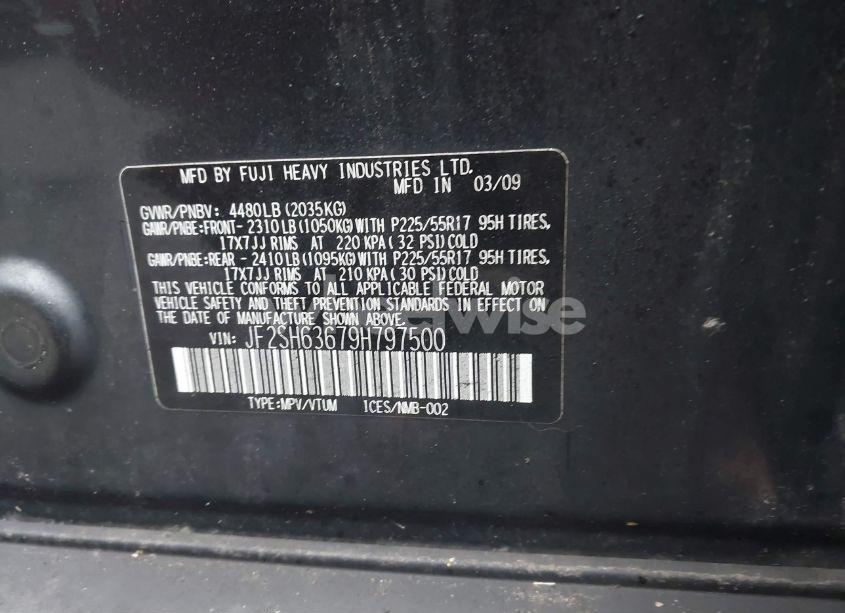 MFD BY FUJI HEAVY INDUSTRIES LTD.
MFD IN 03/09
GVWR/PNBV: 4480LB(2035KG)
GAWR/PNBE:FRONT-2310LB(1050KG)WITH P225/55R17 95H TIRES,
17X7JJ RIMS AT 220 KPA(32 PSI)COLD
GAWR/PNBE:REAR -2410LB(1095KG)WITH P225/55R17 95H TIRES,
17X7JJ RIMS AT 210 KPA(30 PSI)COLD
THIS VEHICLE CONFORMS TO ALL APPLICABLE FEDERAL MOTOR
VEHICLE SAFETY AND THEFT PREVENTION STANDARDS IN EFFECT ON
THE DATE OF MANUFACTURE SHOWN ABOVE.
VIN: JF2SH63679H797500
TYPE:MPV/VTUM ICES/NMB-002